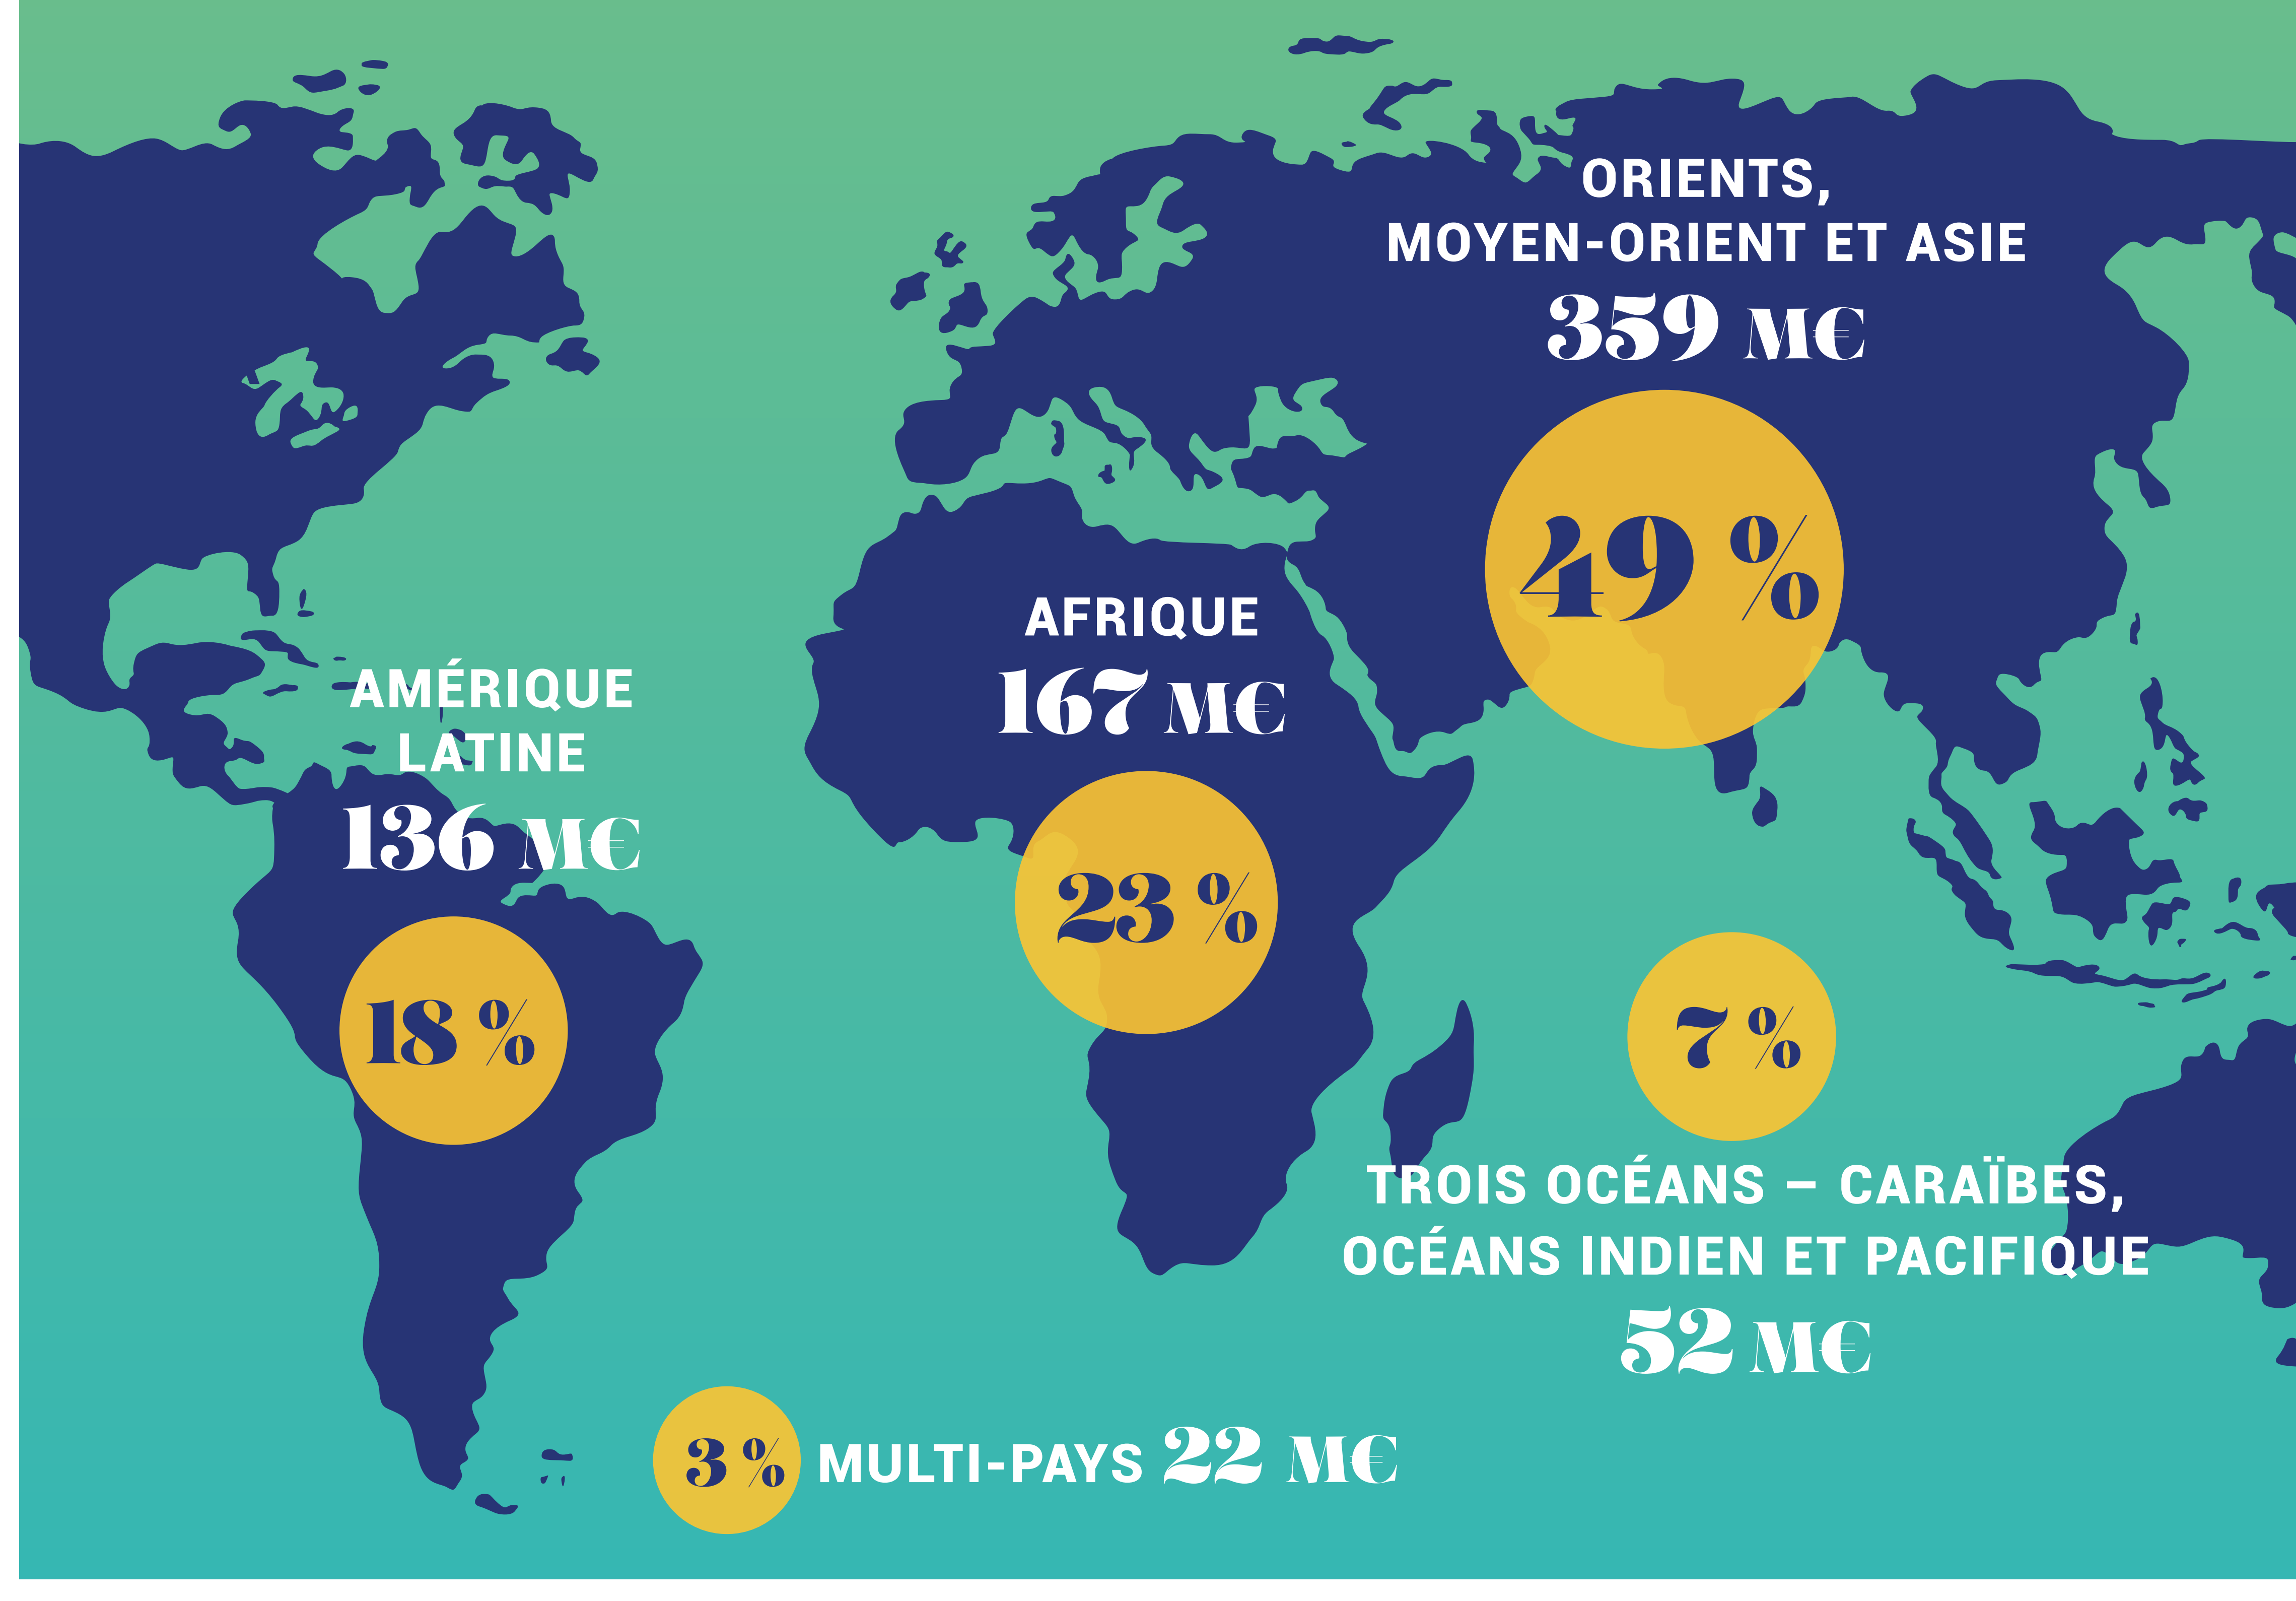 ORIENTS,
MOYEN-ORIENT ET ASIE
359 M€
49 %
AFRIQUE
167 M€
23 %
AMÉRIQUE
LATINE
136 M€
18 %
7 %
TROIS OCÉANS – CARAÏBES,
OCÉANS INDIEN ET PACIFIQUE
52 M€
3 % MULTI-PAYS 22 M€